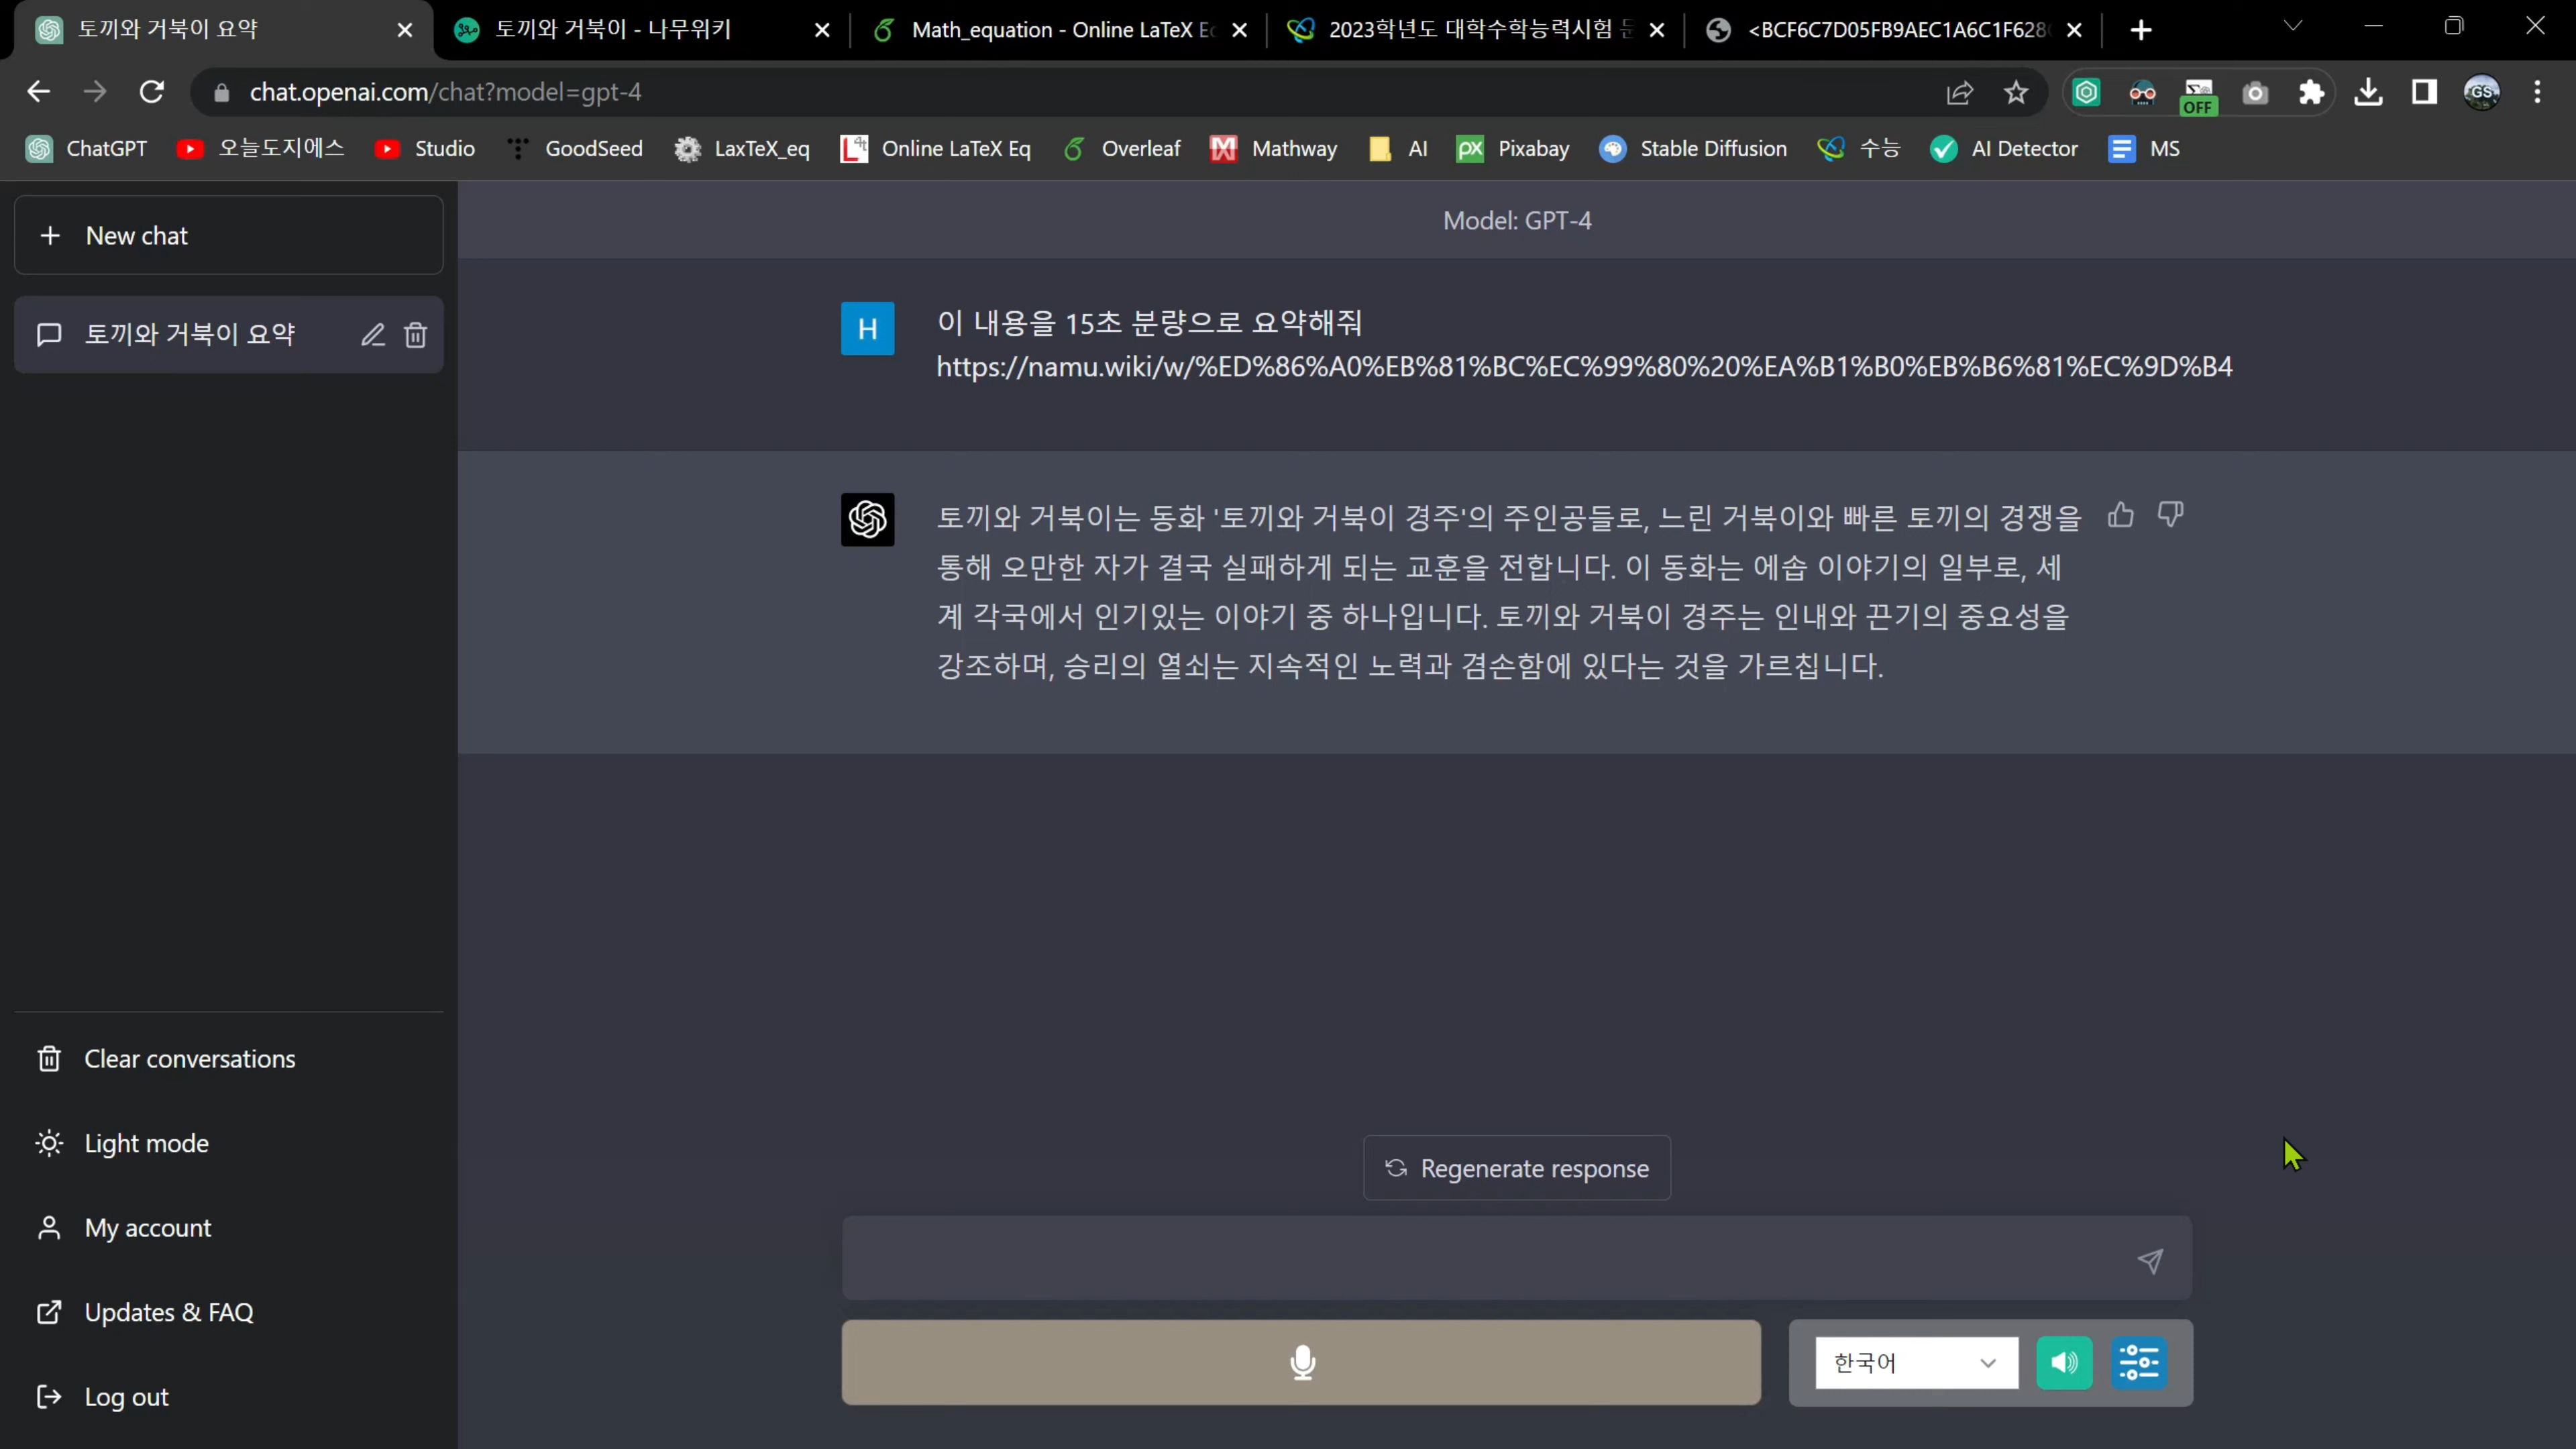 토끼와 거북이 요약
토끼와 거북이 - 나무위키
Math_equation - Online LaTeX
2023학년도 대학수학능력시험
<BCF6C7D05FB9AEC1A6C1F628
chat.openai.com/chat?model=gpt-4
OFF
GS
ChatGPT
오늘도지에스
Studio
GoodSeed
LaxTeX_eq
Online LaTeX Eq
Overleaf
Mathway
AI
px
Pixabay
Stable Diffusion
수능
AI Detector
MS
New chat
토끼와 거북이 요약
Clear conversations
Light mode
My account
Updates & FAQ
Log out
Model: GPT-4
H
이 내용을 15초 분량으로 요약해줘
https://namu.wiki/w/%ED%86%A0%EB%81%BC%EC%99%80%20%EA%B1%B0%EB%B6%81%EC%9D%B4
토끼와 거북이는 동화 '토끼와 거북이 경주'의 주인공들로, 느린 거북이와 빠른 토끼의 경쟁을
통해 오만한 자가 결국 실패하게 되는 교훈을 전합니다. 이 동화는 에솝 이야기의 일부로, 세
계 각국에서 인기있는 이야기 중 하나입니다. 토끼와 거북이 경주는 인내와 끈기의 중요성을
강조하며, 승리의 열쇠는 지속적인 노력과 겸손함에 있다는 것을 가르칩니다.
Regenerate response
한국어